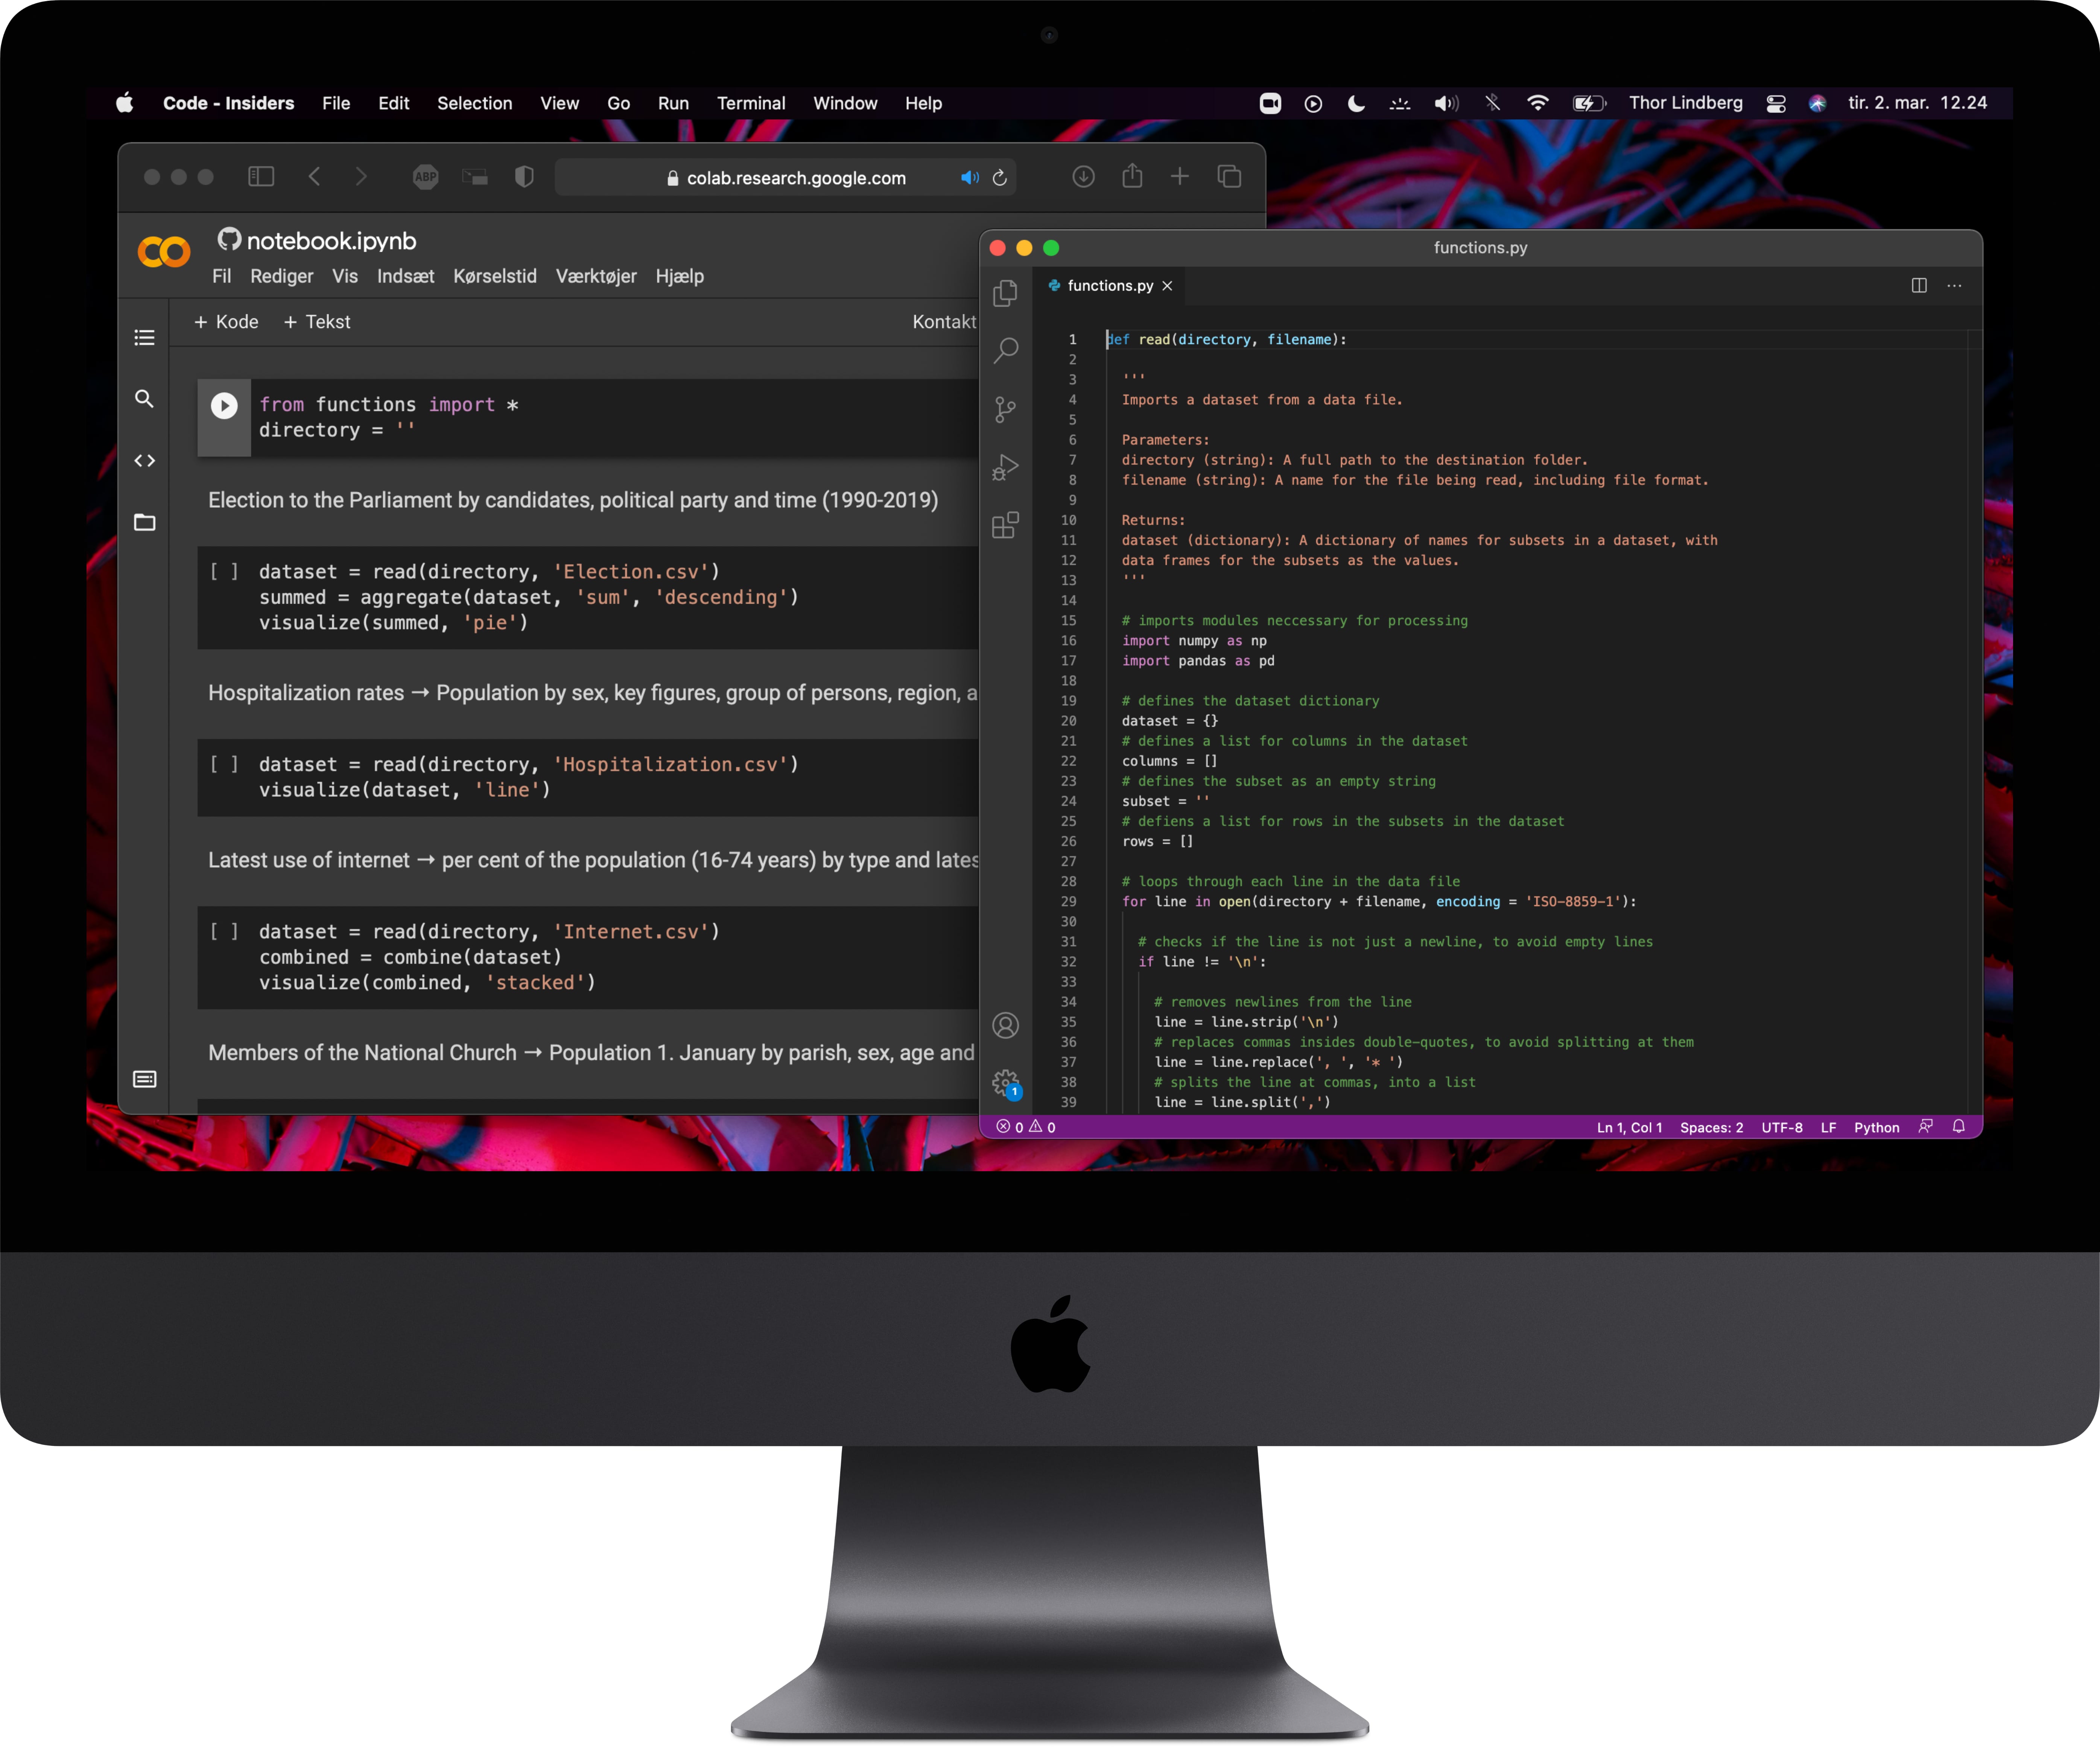 Code - Insiders File Edit Selection View Go Run Terminal Window Help Thor Lindberg tir. 2. mar. 12.24
ABP colab.research.google.com
notebook.ipynb
Fil Rediger Vis Indsæt Kørselstid Værktøjer Hjælp
+ Kode + Tekst Kontakt
from functions import *
directory = ''
Election to the Parliament by candidates, political party and time (1990-2019)
[ ] dataset = read(directory, 'Election.csv')
summed = aggregate(dataset, 'sum', 'descending')
visualize(summed, 'pie')
Hospitalization rates → Population by sex, key figures, group of persons, region, a
[ ] dataset = read(directory, 'Hospitalization.csv')
visualize(dataset, 'line')
Latest use of internet → per cent of the population (16-74 years) by type and lates
[ ] dataset = read(directory, 'Internet.csv')
combined = combine(dataset)
visualize(combined, 'stacked')
Members of the National Church → Population 1. January by parish, sex, age and
functions.py
functions.py
1 def read(directory, filename):
2
3 '''
4 Imports a dataset from a data file.
5
6 Parameters:
7 directory (string): A full path to the destination folder.
8 filename (string): A name for the file being read, including file format.
9
10 Returns:
11 dataset (dictionary): A dictionary of names for subsets in a dataset, with
12 data frames for the subsets as the values.
13 '''
14
15 # imports modules neccessary for processing
16 import numpy as np
17 import pandas as pd
18
19 # defines the dataset dictionary
20 dataset = {}
21 # defines a list for columns in the dataset
22 columns = []
23 # defines the subset as an empty string
24 subset = ''
25 # defiens a list for rows in the subsets in the dataset
26 rows = []
27
28 # loops through each line in the data file
29 for line in open(directory + filename, encoding = 'ISO-8859-1'):
30
31 # checks if the line is not just a newline, to avoid empty lines
32 if line != '\n':
33
34 # removes newlines from the line
35 line = line.strip('\n')
36 # replaces commas insides double-quotes, to avoid splitting at them
37 line = line.replace(', ', '* ')
38 # splits the line at commas, into a list
39 line = line.split(',')
1
0 0 Ln 1, Col 1 Spaces: 2 UTF-8 LF Python